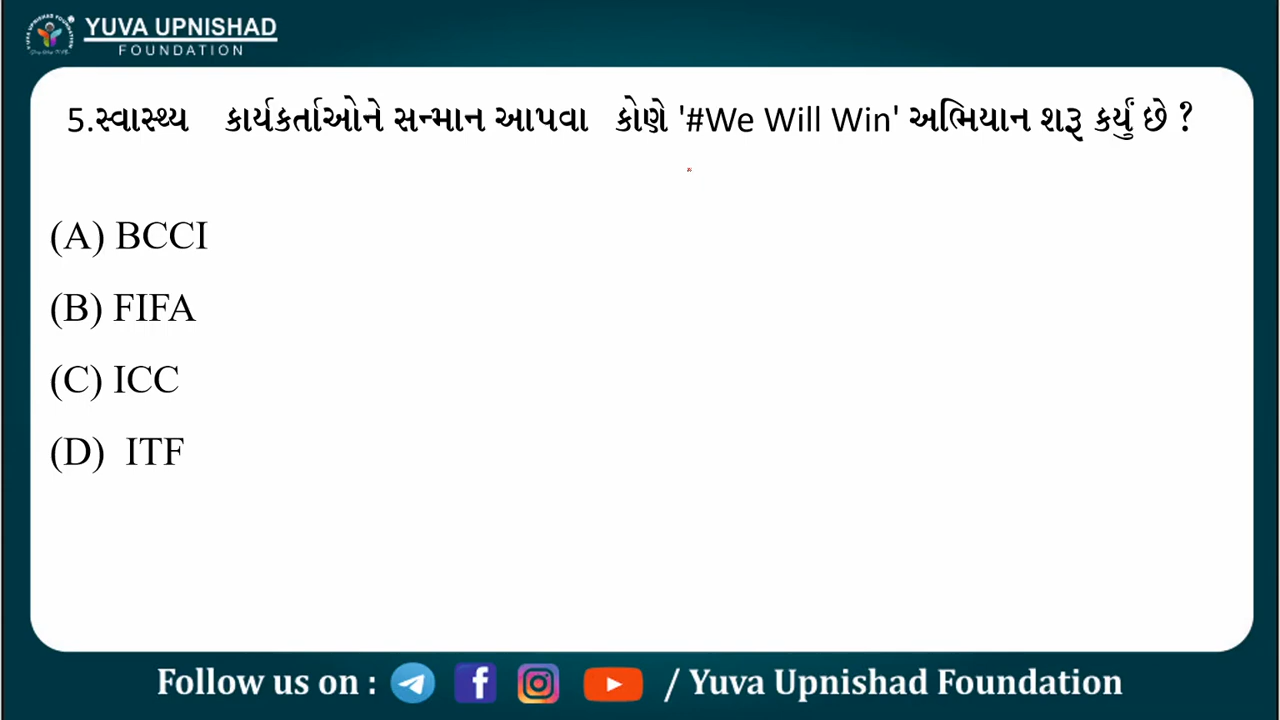 YUVA UPNISHAD
FOUNDATION
5.સ્વાસ્થ્ય કાર્યકર્તાઓને સન્માન આપવા કોણે '#We Will Win' અભિયાન શરૂ કર્યું છે ?
(A) BCCI
(B) FIFA
(C) ICC
(D) ITF
Follow us on : / Yuva Upnishad Foundation